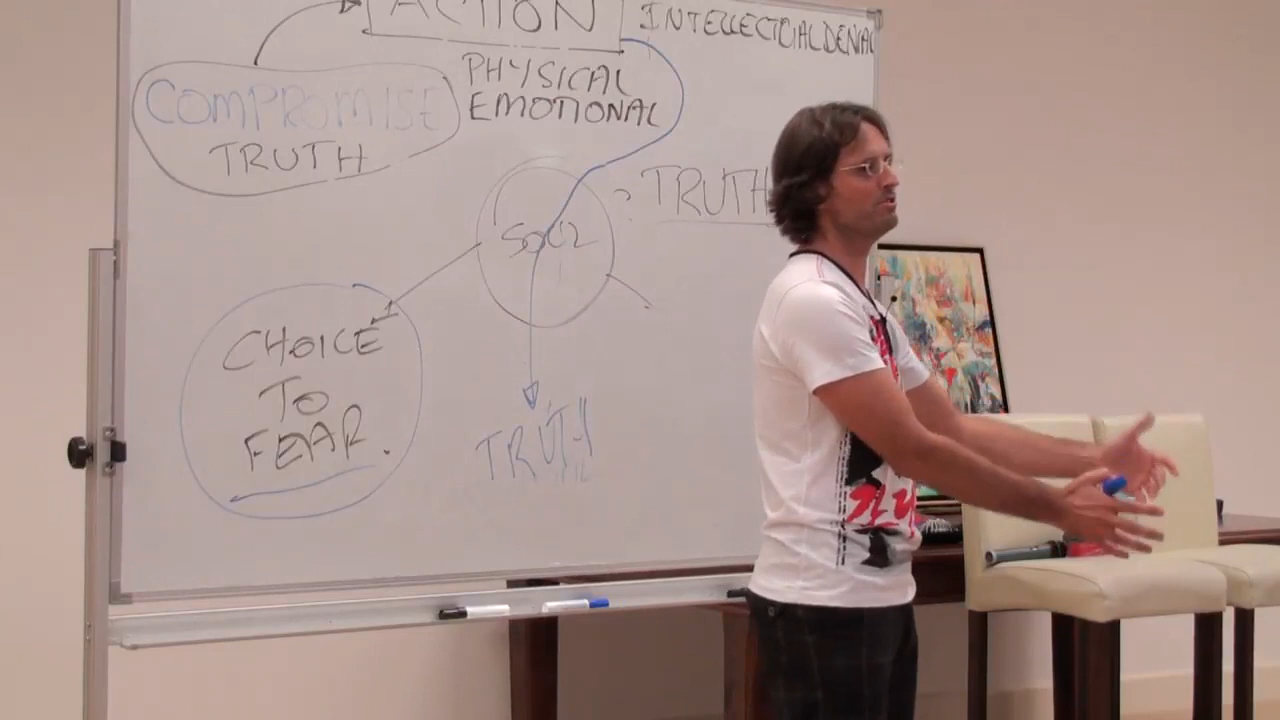 ACTION
INTELLECTUAL DENIAL
PHYSICAL
EMOTIONAL
COMPROMISE
TRUTH
? TRUTH
SOUL
CHOICE
TO
FEAR.
TRUTH